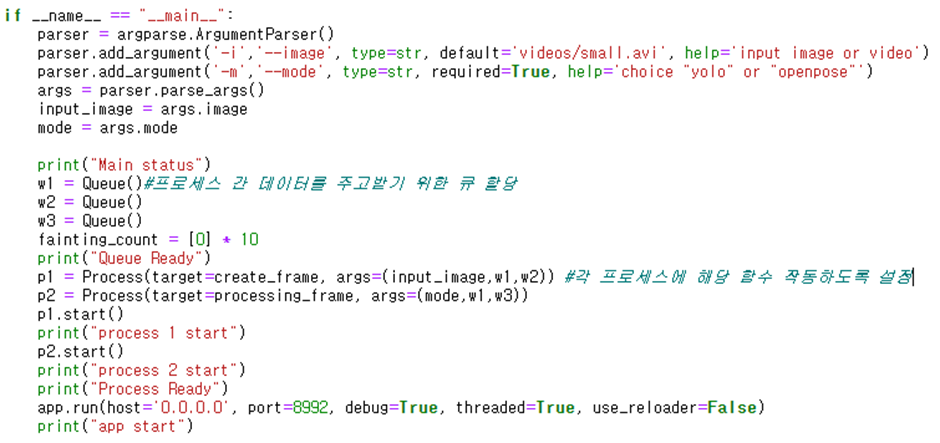 if __name__ == "__main__":
    parser = argparse.ArgumentParser()
    parser.add_argument('-i','--image', type=str, default='videos/small.avi', help='input image or video')
    parser.add_argument('-m','--mode', type=str, required=True, help='choice "yolo" or "openpose"')
    args = parser.parse_args()
    input_image = args.image
    mode = args.mode

    print("Main status")
    w1 = Queue()#프로세스 간 데이터를 주고받기 위한 큐 할당
    w2 = Queue()
    w3 = Queue()
    fainting_count = [0] * 10
    print("Queue Ready")
    p1 = Process(target=create_frame, args=(input_image,w1,w2)) #각 프로세스에 해당 함수 작동하도록 설정
    p2 = Process(target=processing_frame, args=(mode,w1,w3))
    p1.start()
    print("process 1 start")
    p2.start()
    print("process 2 start")
    print("Process Ready")
    app.run(host='0.0.0.0', port=8992, debug=True, threaded=True, use_reloader=False)
    print("app start")